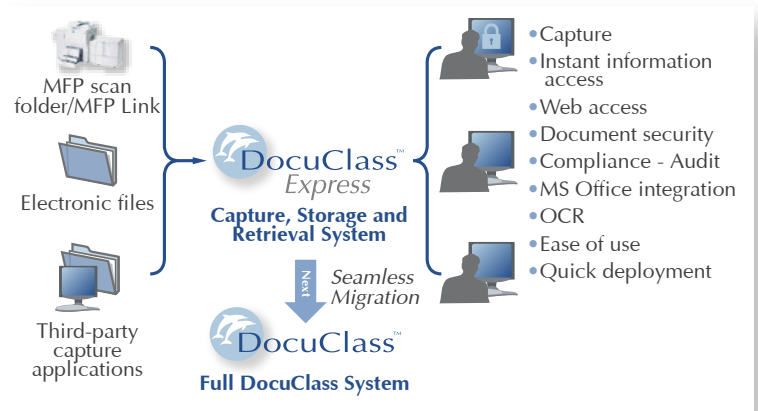 MFP scan
folder/MFP Link
Electronic files
Third-party
capture
applications
DocuClass™
Express
Capture, Storage and
Retrieval System
Next
Seamless
Migration
DocuClass™
Full DocuClass System
•Capture
•Instant information
access
•Web access
•Document security
•Compliance - Audit
•MS Office integration
•OCR
•Ease of use
•Quick deployment